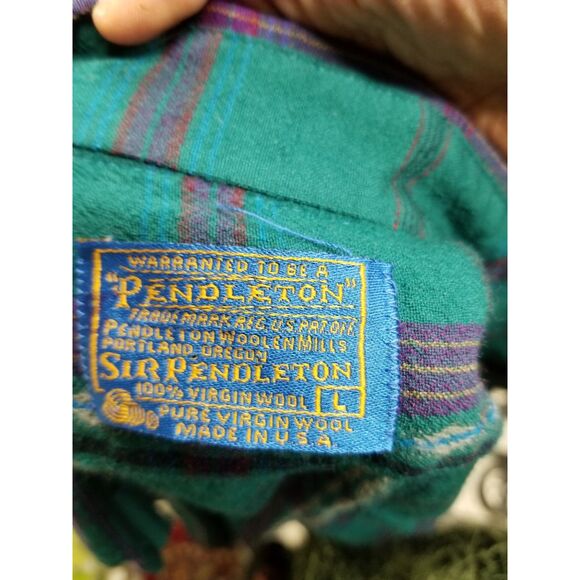 WARRANTED TO BE A
"PENDLETON"
TRADE MARK REG. U.S. PAT. OFF.
PENDLETON WOOLEN MILLS
PORTLAND, OREGON
SIR PENDLETON
100% VIRGIN WOOL L
PURE VIRGIN WOOL
MADE IN U.S.A.